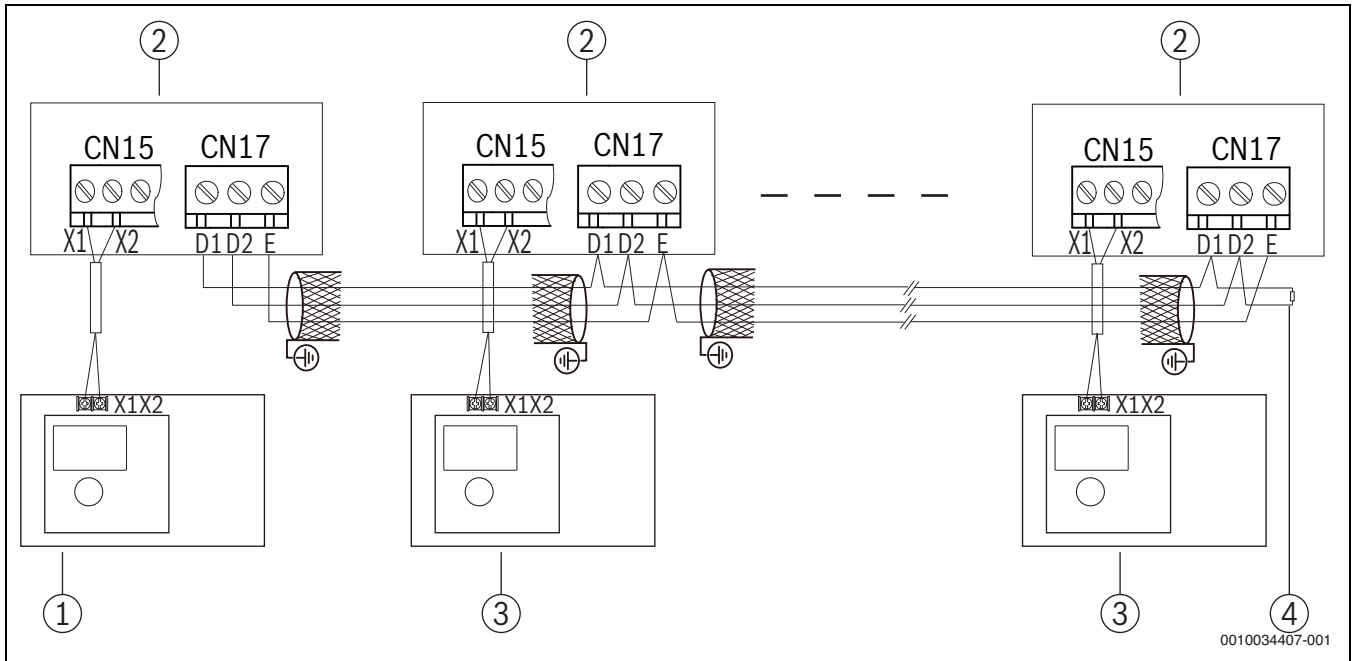 ② ② ②
CN15 CN17 CN15 CN17 CN15 CN17
X1 X2 D1 D2 E X1 X2 D1 D2 E X1 X2 D1 D2 E
X1X2 X1X2 X1X2
① ③ ③ ④
0010034407-001